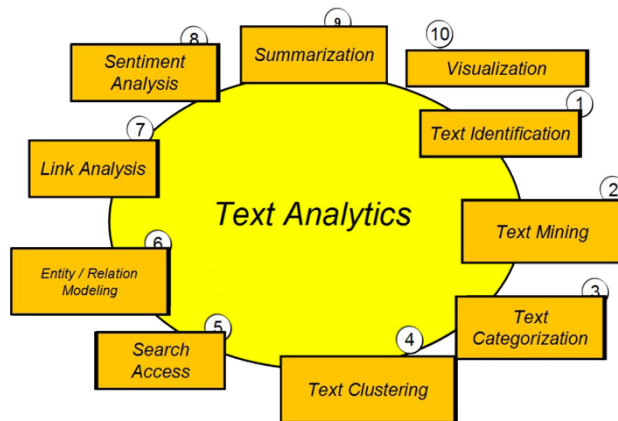 9
8
Summarization
10
Sentiment
Analysis
Visualization
1
7
Text Identification
Link Analysis
Text Analytics
2
6
Text Mining
Entity / Relation
Modeling
3
5
Text
Categorization
4
Search
Access
Text Clustering